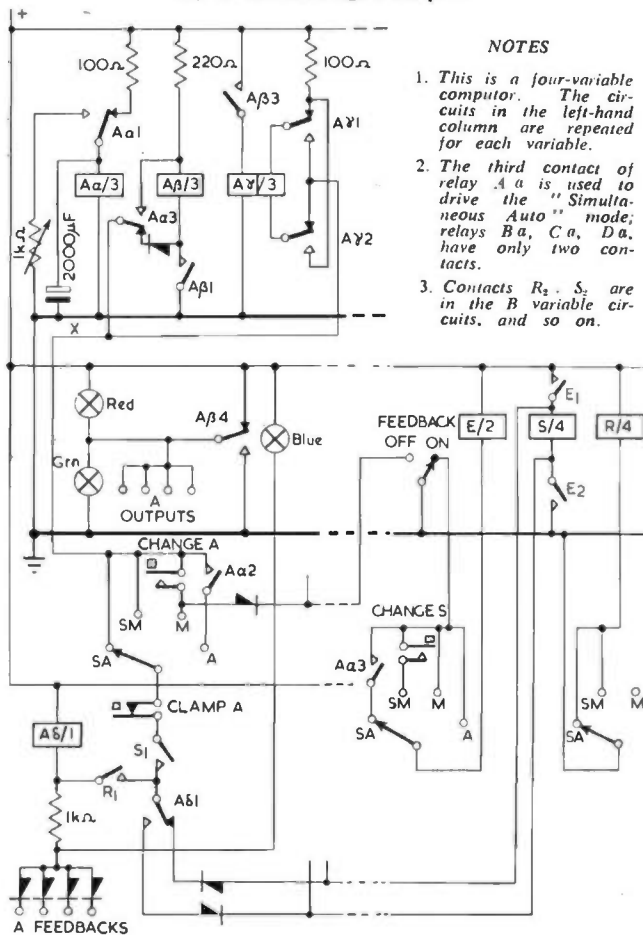 +
100Ω
220Ω
100Ω
NOTES
1. This is a four-variable
computor. The cir-
cuits in the left-hand
column are repeated
for each variable.
2. The third contact of
relay Aα is used to
drive the "Simulta-
neous Auto" mode;
relays Bα, Cα, Dα,
have only two con-
tacts.
3. Contacts R₂. S₂ are
in the B variable cir-
cuits, and so on.
Aα1
Aβ3
Aγ1
Aα/3
Aβ/3
Aγ/3
Aα3
Aγ2
1kΩ
2000μF
Aβ1
X
Red
Aβ4
Blue
FEEDBACK
OFF ON
E/2
E1
S/4
R/4
Grn
A
OUTPUTS
E2
CHANGE A
Aα2
SM
M
A
SA
CHANGE S
Aα3
SM
M
A
SA
SM
M
SA
CLAMP A
Aδ/1
S1
R1
Aδ1
1kΩ
A FEEDBACKS